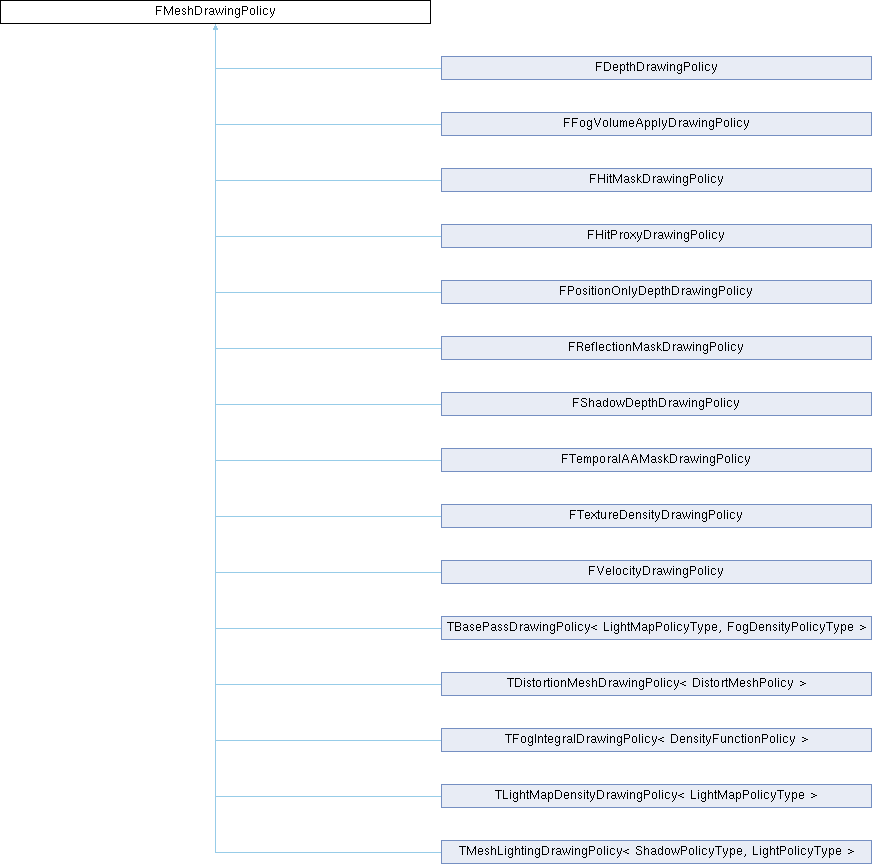 FMeshDrawingPolicy
FDepthDrawingPolicy
FFogVolumeApplyDrawingPolicy
FHitMaskDrawingPolicy
FHitProxyDrawingPolicy
FPositionOnlyDepthDrawingPolicy
FReflectionMaskDrawingPolicy
FShadowDepthDrawingPolicy
FTemporalAAMaskDrawingPolicy
FTextureDensityDrawingPolicy
FVelocityDrawingPolicy
TBasePassDrawingPolicy< LightMapPolicyType, FogDensityPolicyType >
TDistortionMeshDrawingPolicy< DistortMeshPolicy >
TFogIntegralDrawingPolicy< DensityFunctionPolicy >
TLightMapDensityDrawingPolicy< LightMapPolicyType >
TMeshLightingDrawingPolicy< ShadowPolicyType, LightPolicyType >